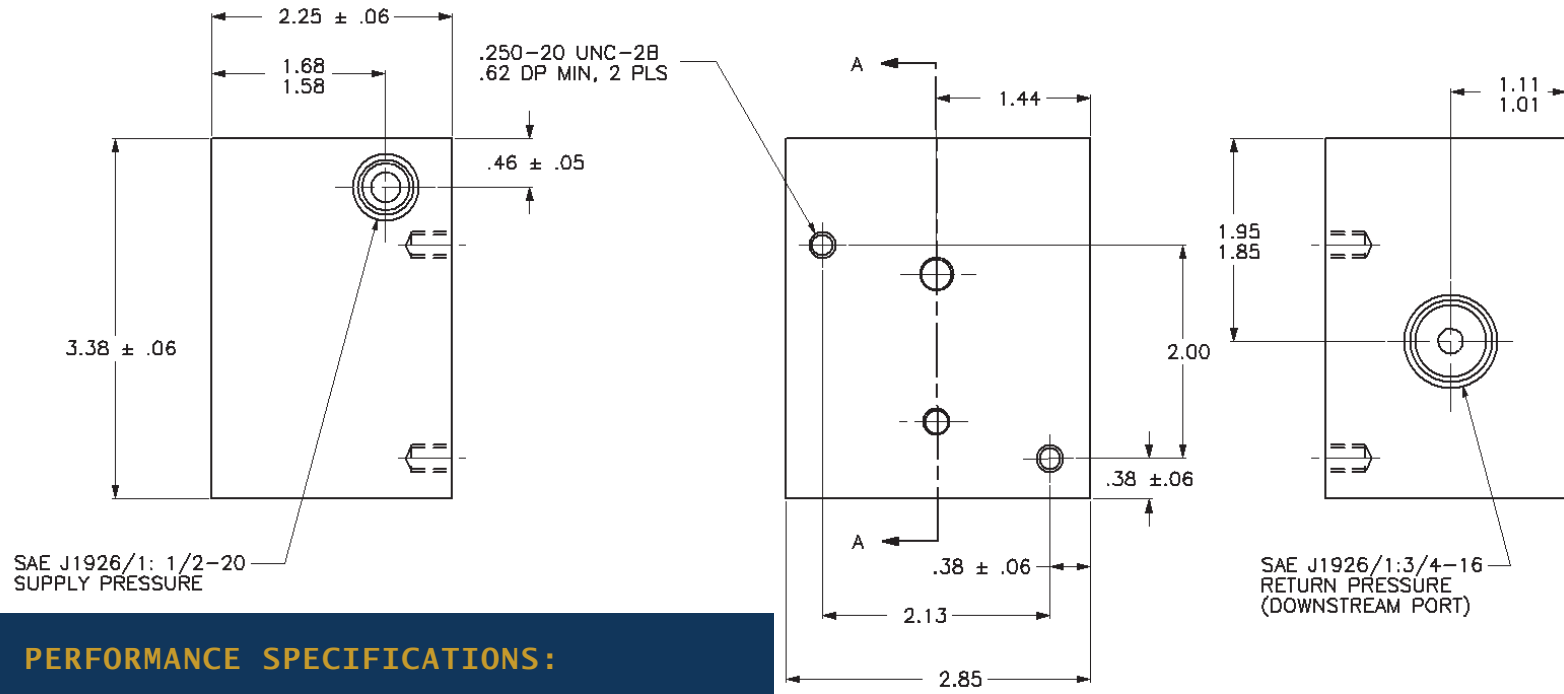 2.25 ± .06
1.68
1.58
.250-20 UNC-2B
.62 DP MIN, 2 PLS
.46 ± .05
3.38 ± .06
SAE J1926/1: 1/2-20
SUPPLY PRESSURE
A
1.44
2.00
.38 ±.06
A
.38 ± .06
2.13
2.85
1.11
1.01
1.95
1.85
SAE J1926/1:3/4-16
RETURN PRESSURE
(DOWNSTREAM PORT)
PERFORMANCE SPECIFICATIONS: